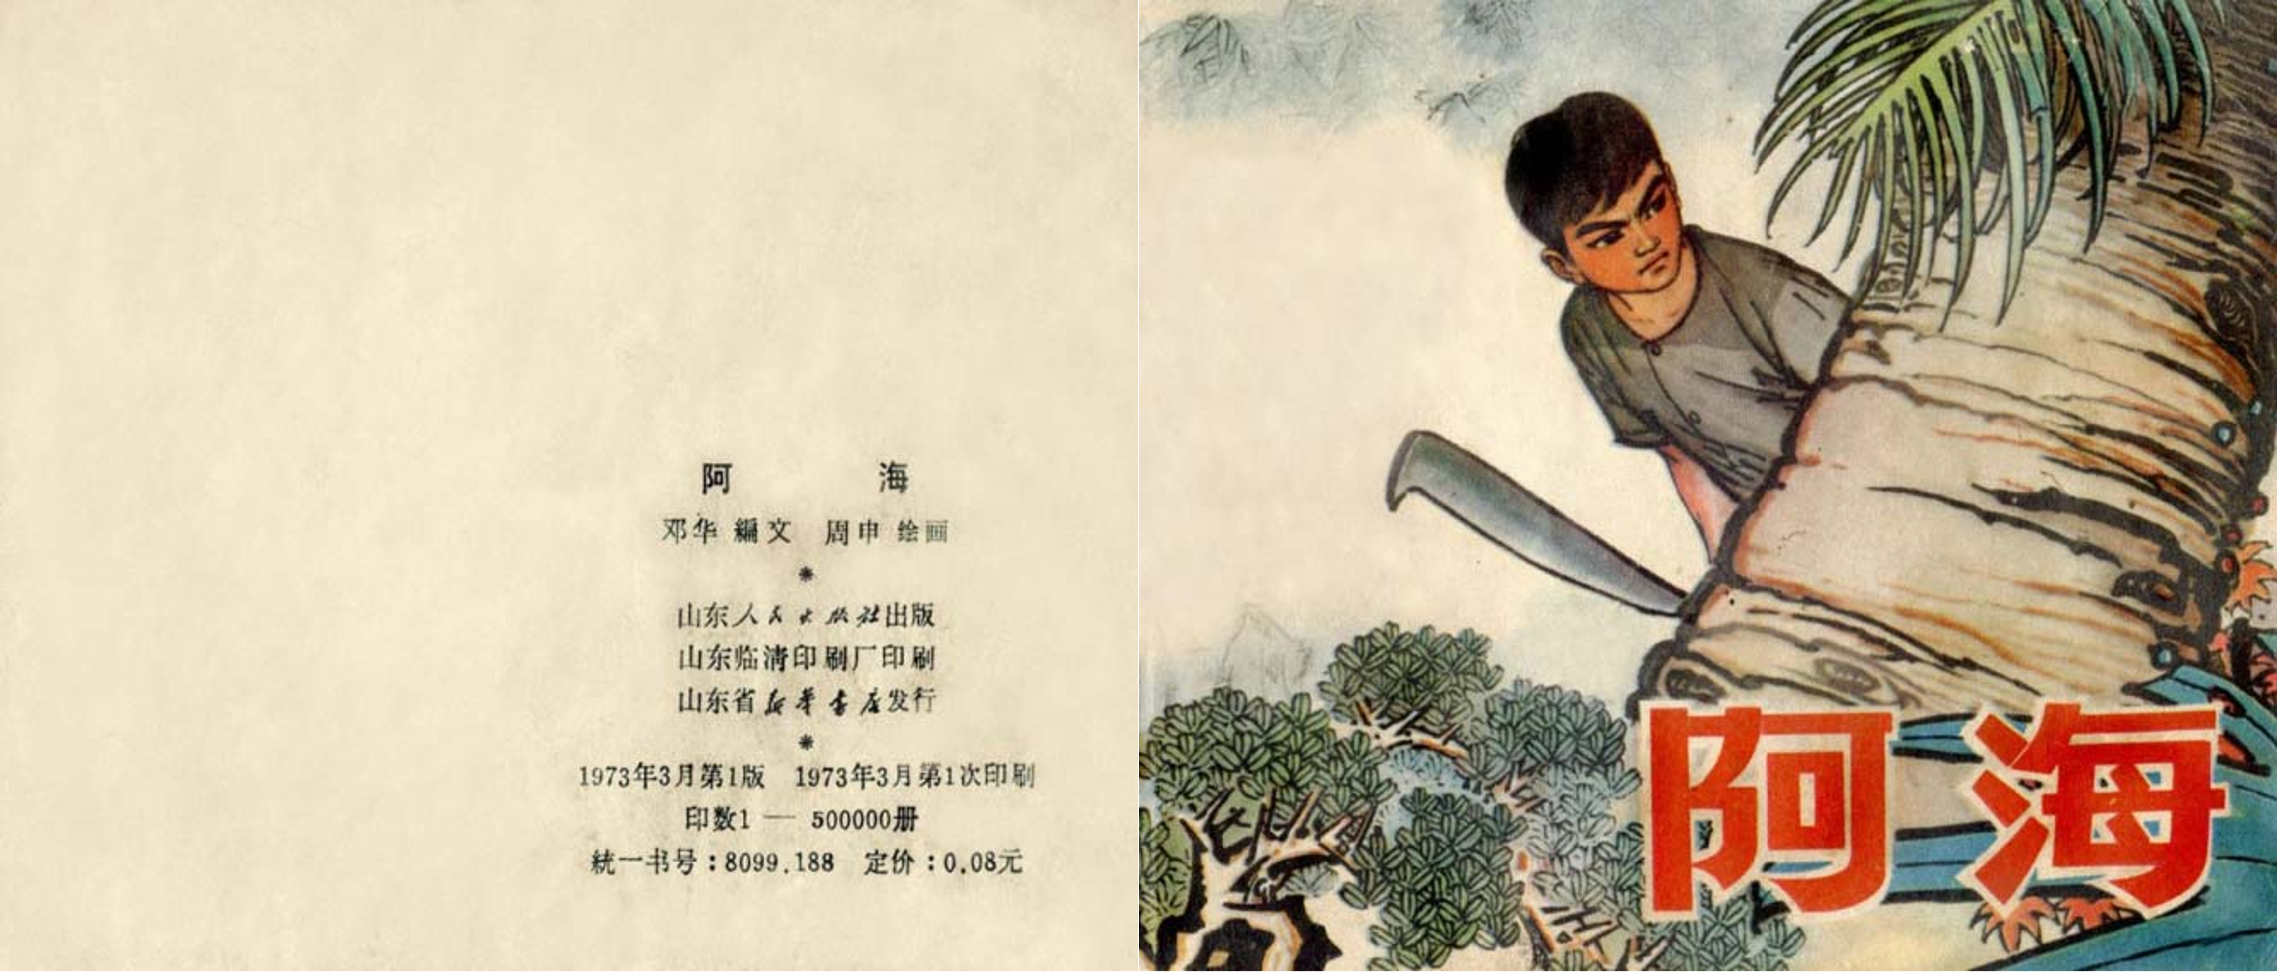 阿 海
邓华 編文 周申 绘画
*
山东人民出版社出版
山东临清印刷厂印刷
山东省新华書店发行
*
1973年3月第1版 1973年3月第1次印刷
印数1 — 500000册
統一书号:8099.188 定价:0.08元
阿海